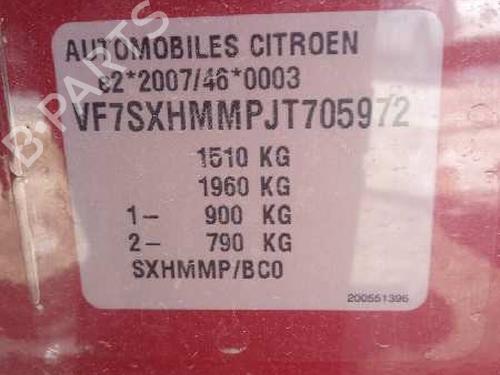 AUTOMOBILES CITROEN
e2*2007/46*0003
VF7SXHMMPJT705972
1510 KG
1960 KG
1- 900 KG
2- 790 KG
SXHMMP/BC0
200551396
B-PARTS